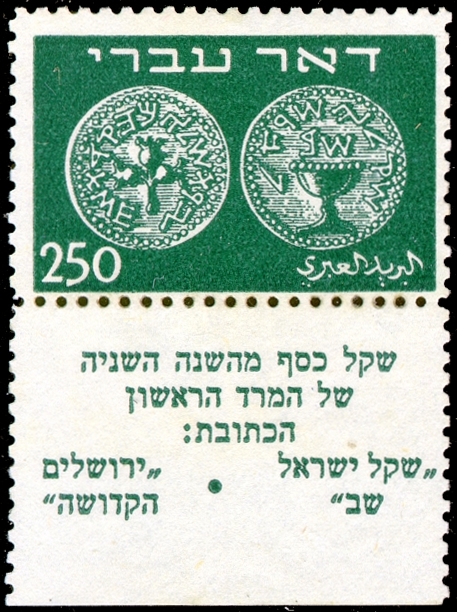 דאר עברי
250
البريد العبري
שקל כסף מהשנה השניה
של המרד הראשון
הכתובת:
„שקל ישראל
שב״
„ירושלים
הקדושה״